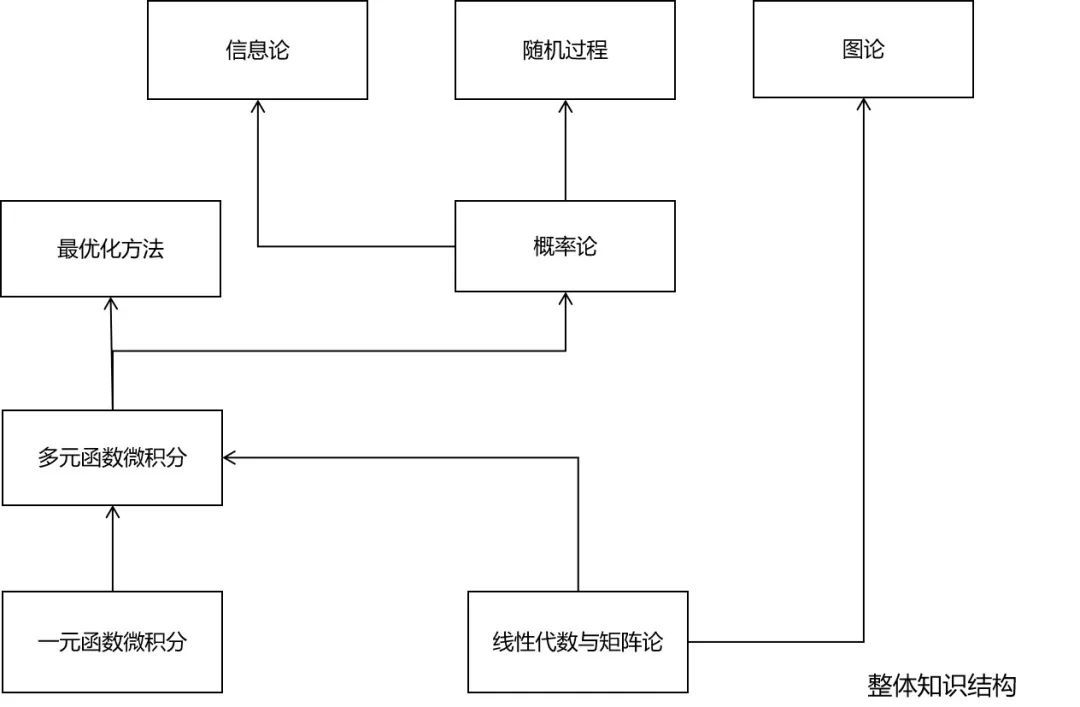 信息论
随机过程
图论
最优化方法
概率论
多元函数微积分
一元函数微积分
线性代数与矩阵论
整体知识结构